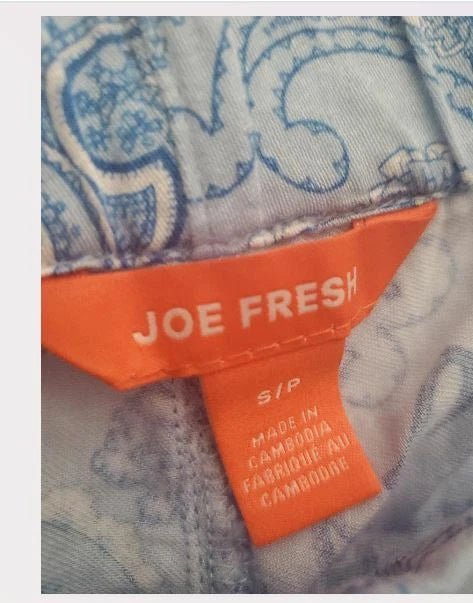 JOE FRESH
S/P
MADE IN
CAMBODIA
FABRIQUÉ AU
CAMBODGE